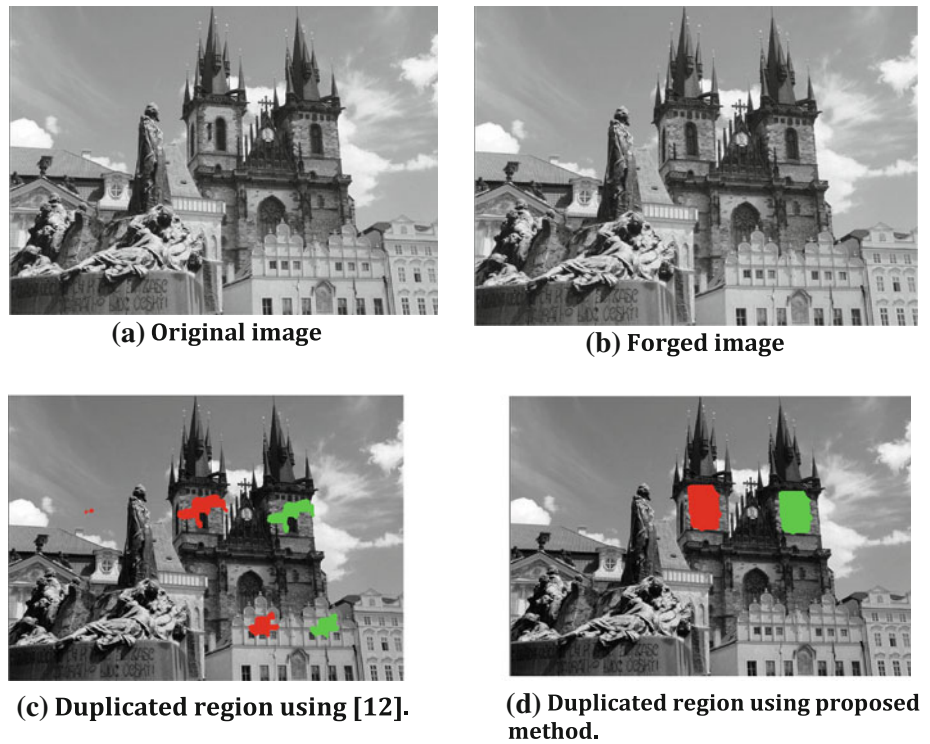 (a) Original image
(b) Forged image
(c) Duplicated region using [12].
(d) Duplicated region using proposed
method.